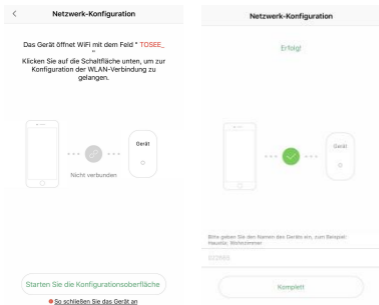 Netzwerk-Konfiguration
Das Gerät öffnet WiFi mit dem Feld " TOSEE_
"
Klicken Sie auf die Schaltfläche unten, um zur
Konfiguration der WLAN-Verbindung zu
gelangen.
Gerät
Nicht verbunden
Starten Sie die Konfigurationsoberfläche
So schließen Sie das Gerät an
Netzwerk-Konfiguration
Erfolg!
Gerät
Bitte geben Sie den Namen des Geräts ein, zum Beispiel:
Haustür, Wohnzimmer
Komplett